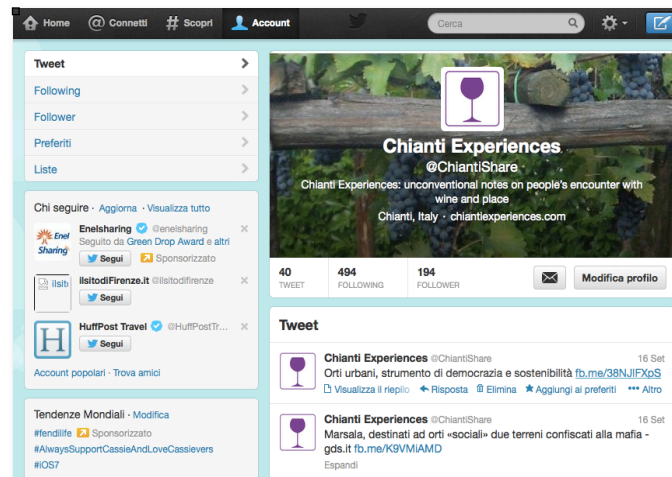 Home Connetti Scopri Account Cerca
Tweet
Following
Follower
Preferiti
Liste
Chi seguire · Aggiorna · Visualizza tutto
Enel Sharing
Enelsharing @enelsharing
Seguito da Green Drop Award e altri
Segui Sponsorizzato
ilsit
ilsitodiFirenze.it @ilsitodifirenze
Segui
H
HuffPost Travel @HuffPostTr...
Segui
Account popolari · Trova amici
Tendenze Mondiali · Modifica
#fendilife Sponsorizzato
#AlwaysSupportCassieAndLoveCassievers
#iOS7
Chianti Experiences
@ChiantiShare
Chianti Experiences: unconventional notes on people's encounter with
wine and place
Chianti, Italy · chiantiexperiences.com
40 494 194
TWEET FOLLOWING FOLLOWER
Modifica profilo
Tweet
Chianti Experiences @ChiantiShare 16 Set
Orti urbani, strumento di democrazia e sostenibilità fb.me/38NJlFXpS
Visualizza il riepilo Risposta Elimina Aggiungi ai preferiti Altro
Chianti Experiences @ChiantiShare 16 Set
Marsala, destinati ad orti «sociali» due terreni confiscati alla mafia -
gds.it fb.me/K9VMiAMD
Espandi